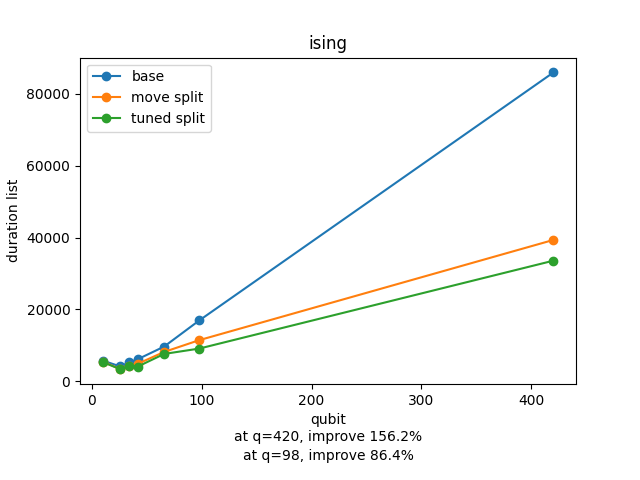 ising
base
move split
tuned split
duration list
80000
60000
40000
20000
0
0 100 200 300 400
qubit
at q=420, improve 156.2%
at q=98, improve 86.4%